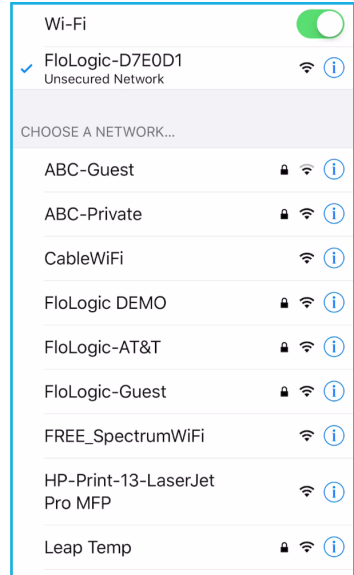 Wi-Fi
FloLogic-D7E0D1
Unsecured Network
CHOOSE A NETWORK...
ABC-Guest
ABC-Private
CableWiFi
FloLogic DEMO
FloLogic-AT&T
FloLogic-Guest
FREE_SpectrumWiFi
HP-Print-13-LaserJet
Pro MFP
Leap Temp